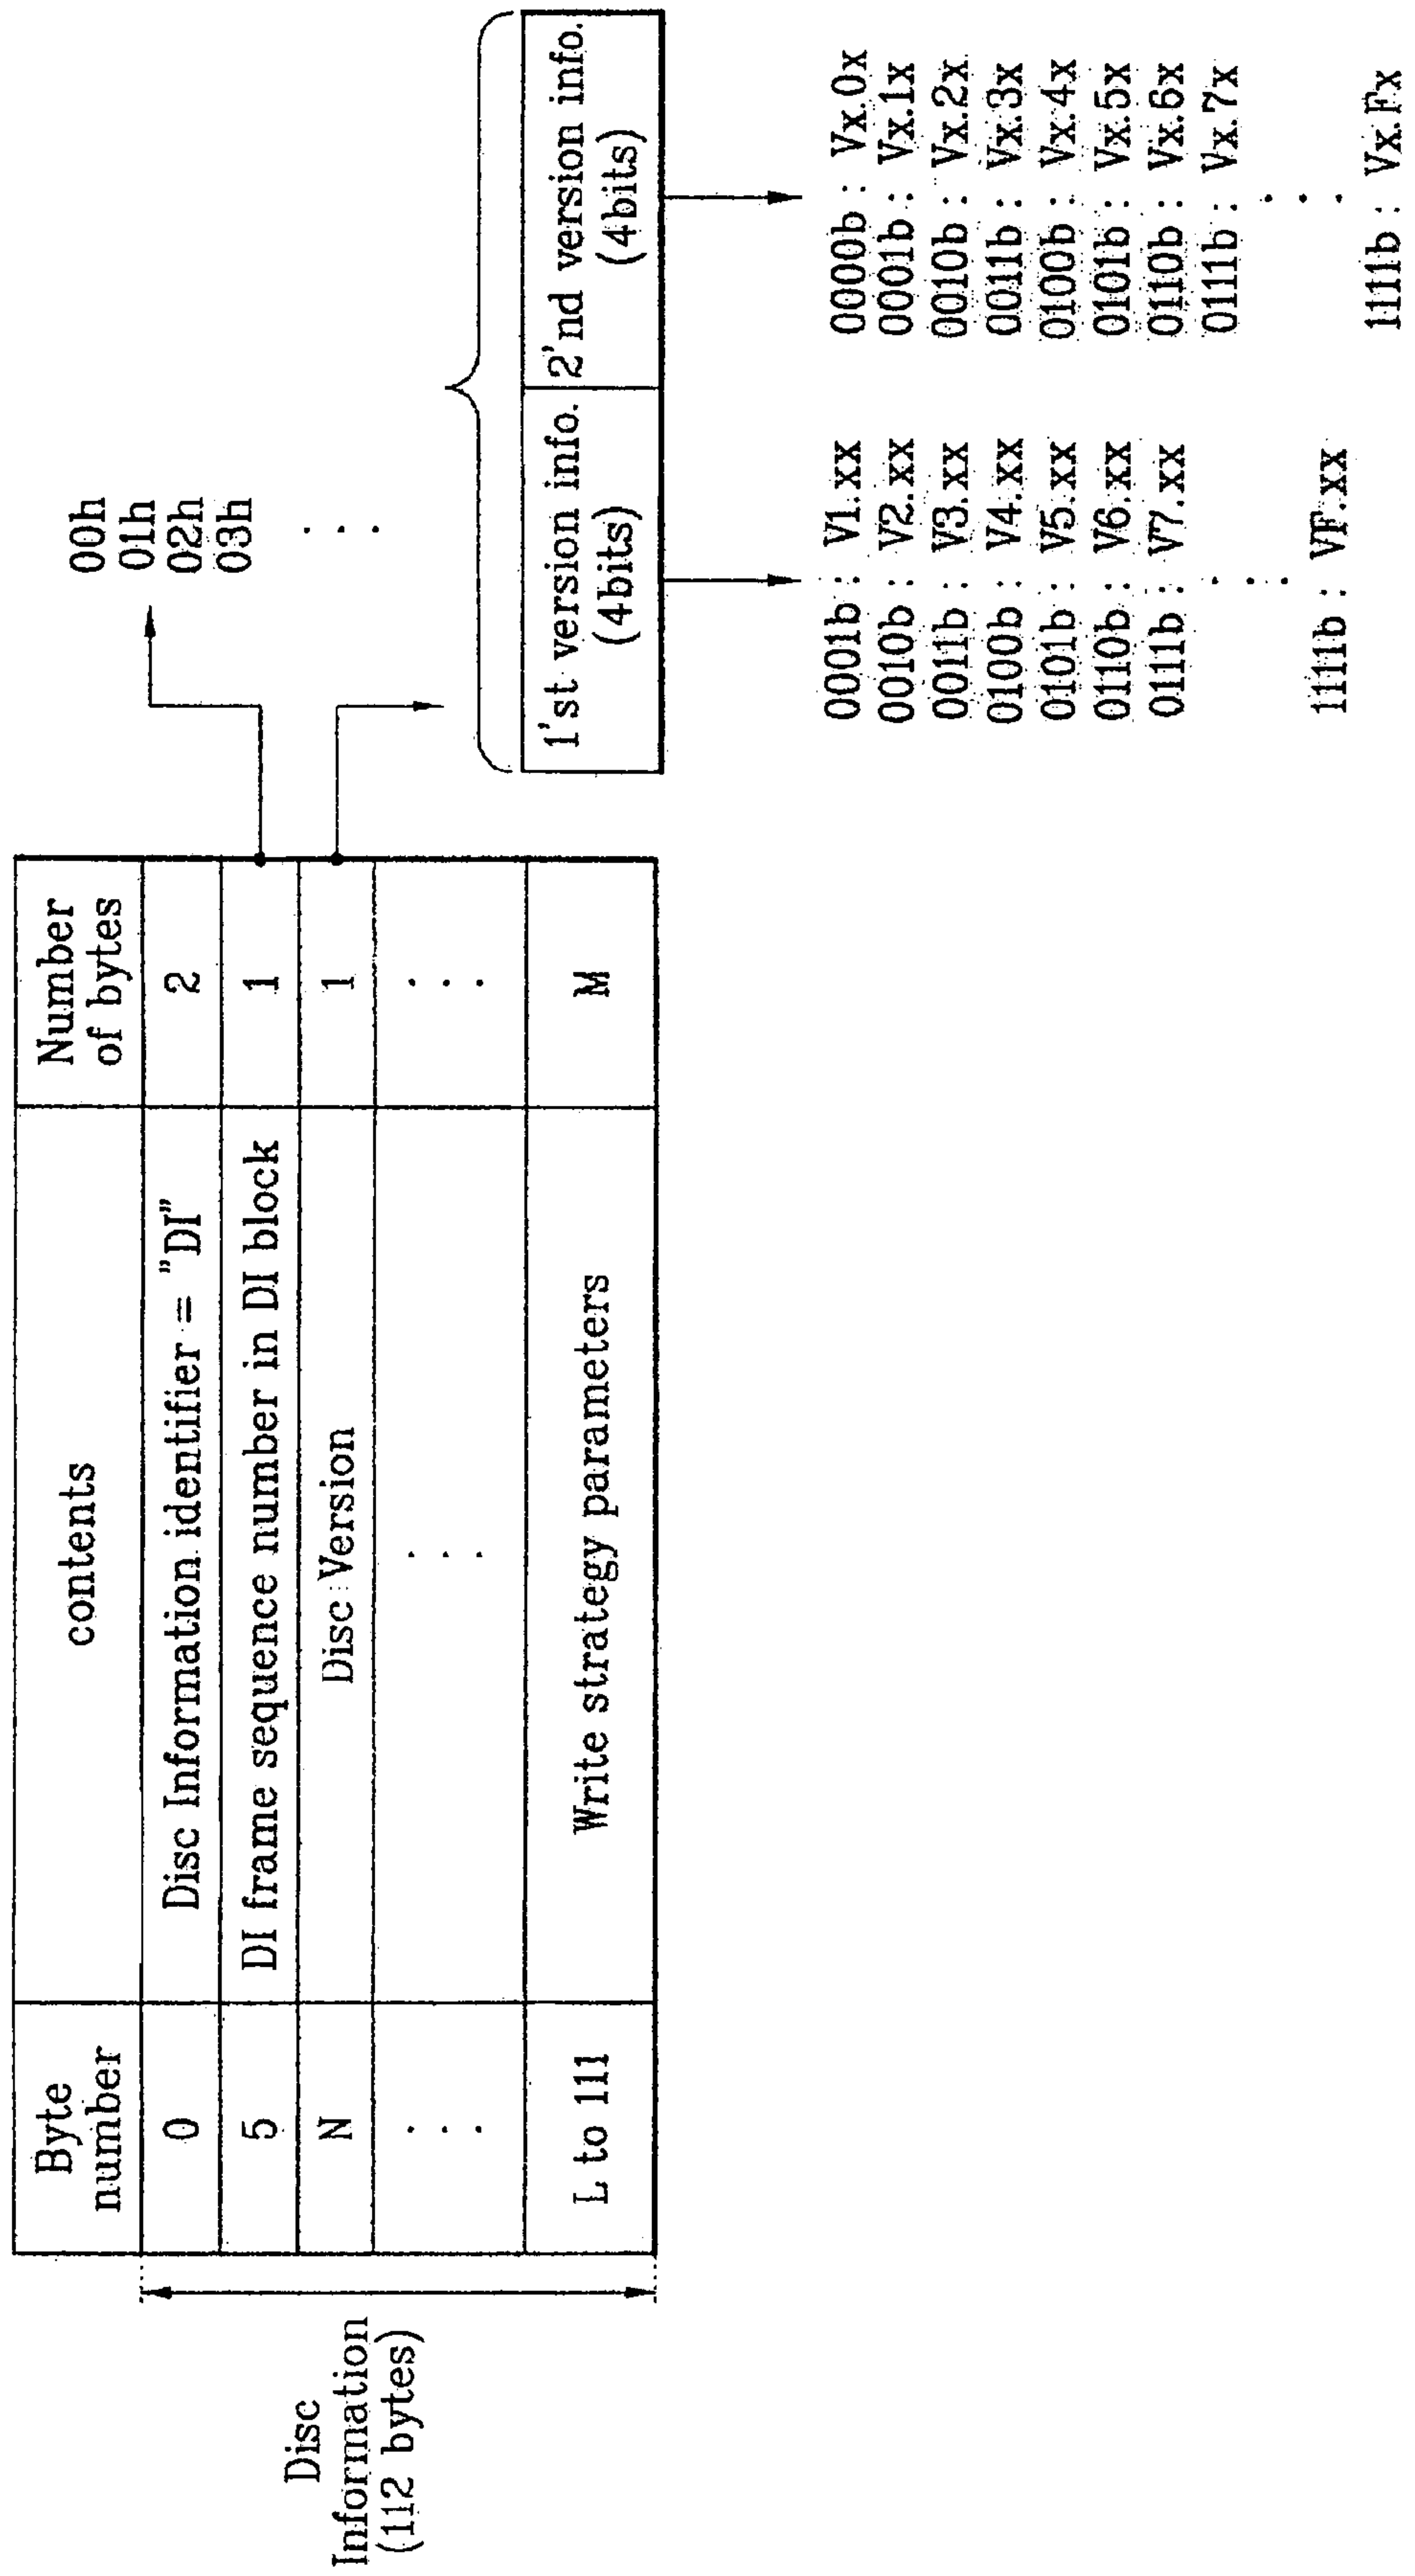 Disc
Information
(112 bytes)
Byte
number
contents
Number
of bytes
0
Disc Information identifier = "DI"
2
5
DI frame sequence number in DI block
1
N
Disc Version
1
. . .
. . .
. . .
L to 111
Write strategy parameters
M
00h
01h
02h
03h
. . .
1'st version info.
(4bits)
2'nd version info.
(4bits)
0001b : V1.xx
0010b : V2.xx
0011b : V3.xx
0100b : V4.xx
0101b : V5.xx
0110b : V6.xx
0111b : V7.xx
. . .
1111b : VF.xx
0000b : Vx.0x
0001b : Vx.1x
0010b : Vx.2x
0011b : Vx.3x
0100b : Vx.4x
0101b : Vx.5x
0110b : Vx.6x
0111b : Vx.7x
. . .
1111b : Vx.Fx